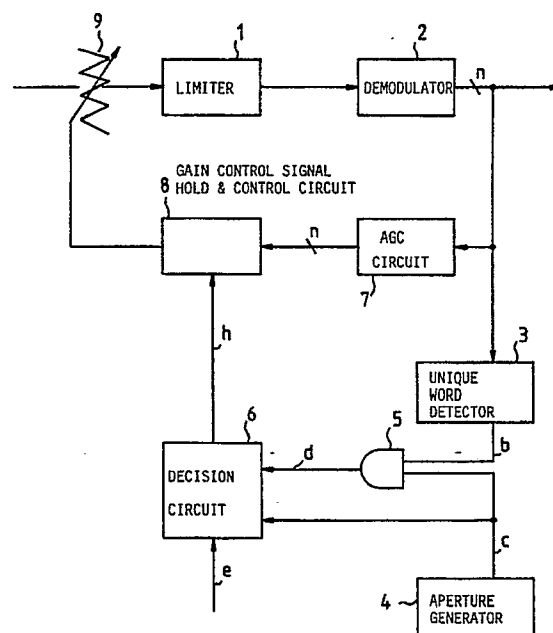 9
1
2
LIMITER
DEMODULATOR
n
GAIN CONTROL SIGNAL
HOLD & CONTROL CIRCUIT
8
n
AGC
CIRCUIT
7
3
UNIQUE
WORD
DETECTOR
h
6
5
b
d
DECISION
CIRCUIT
c
e
4
APERTURE
GENERATOR